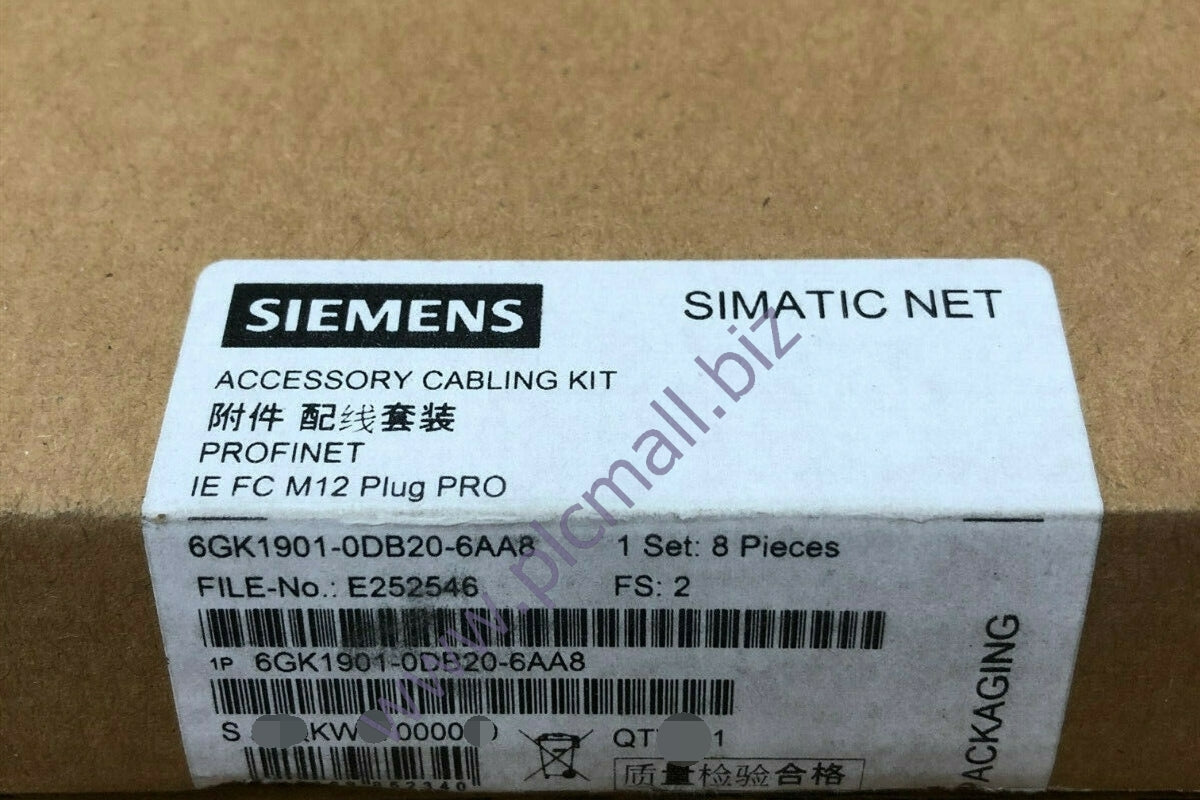 SIEMENS
SIMATIC NET
ACCESSORY CABLING KIT
附件 配线套装
PROFINET
IE FC M12 Plug PRO
6GK1901-0DB20-6AA8 1 Set: 8 Pieces
FILE-No.: E252546 FS: 2
1P 6GK1901-0DB20-6AA8
S
1
质量检验合格
PACKAGING
www.plcmall.biz